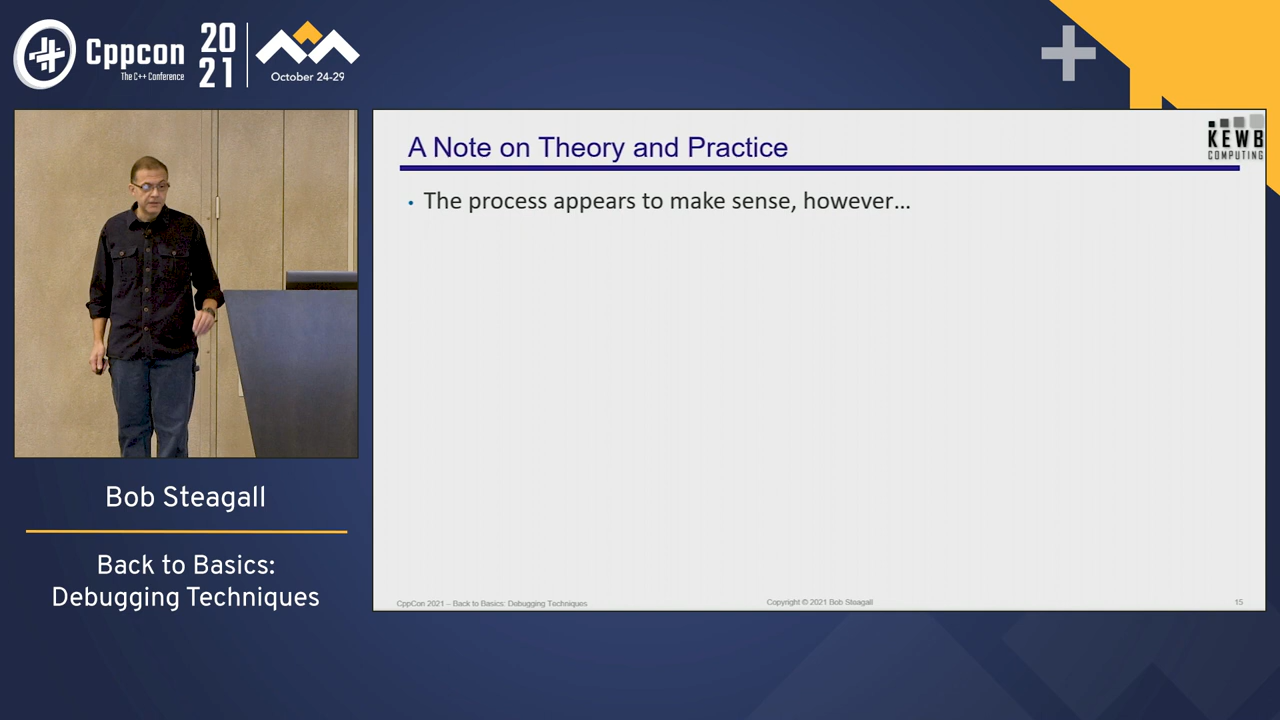 Cppcon
The C++ Conference
20
21
October 24-29
A Note on Theory and Practice
KEWB
COMPUTING
• The process appears to make sense, however…
Bob Steagall
Back to Basics:
Debugging Techniques
CppCon 2021 – Back to Basics: Debugging Techniques
Copyright © 2021 Bob Steagall
15